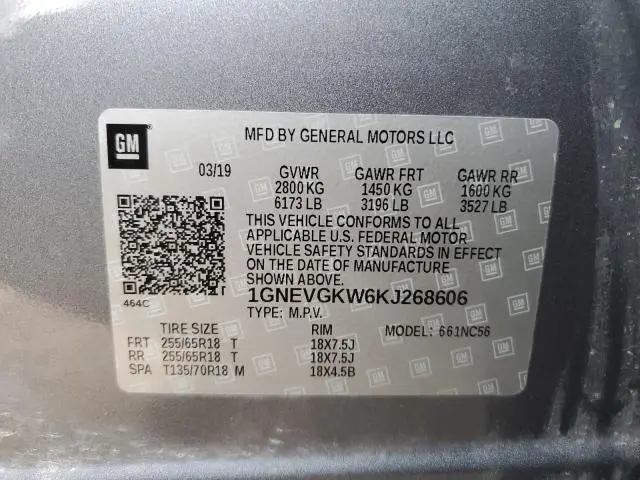 GM
MFD BY GENERAL MOTORS LLC
03/19 GVWR GAWR FRT GAWR RR
2800 KG 1450 KG 1600 KG
6173 LB 3196 LB 3527 LB
THIS VEHICLE CONFORMS TO ALL
APPLICABLE U.S. FEDERAL MOTOR
VEHICLE SAFETY STANDARDS IN EFFECT
ON THE DATE OF MANUFACTURE
SHOWN ABOVE.
464C
1GNEVGKW6KJ268606
TYPE: M.P.V.
TIRE SIZE RIM MODEL: 661NC56
FRT 255/65R18 T 18X7.5J
RR 255/65R18 T 18X7.5J
SPA T135/70R18 M 18X4.5B